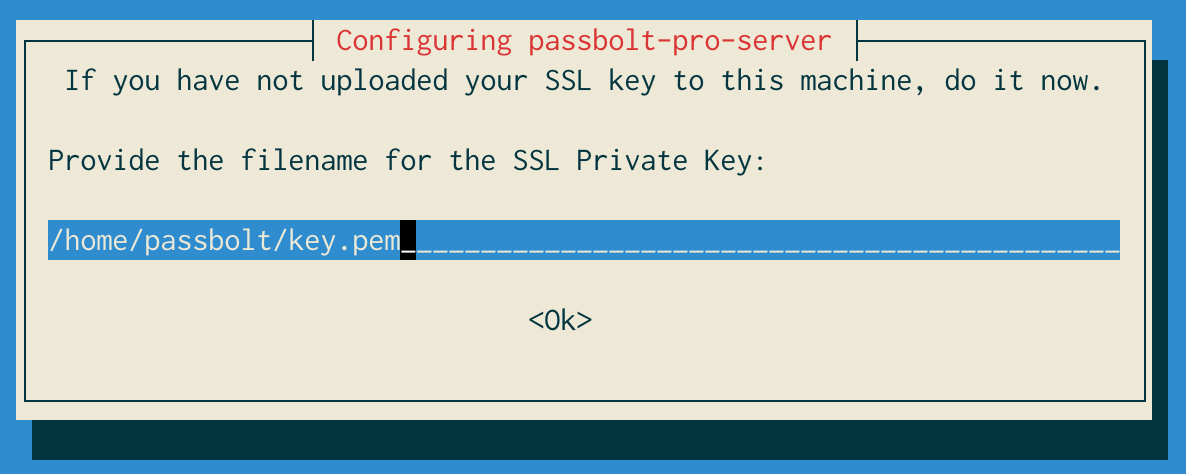 Configuring passbolt-pro-server
If you have not uploaded your SSL key to this machine, do it now.
Provide the filename for the SSL Private Key:
/home/passbolt/key.pem____________________________________________
<Ok>